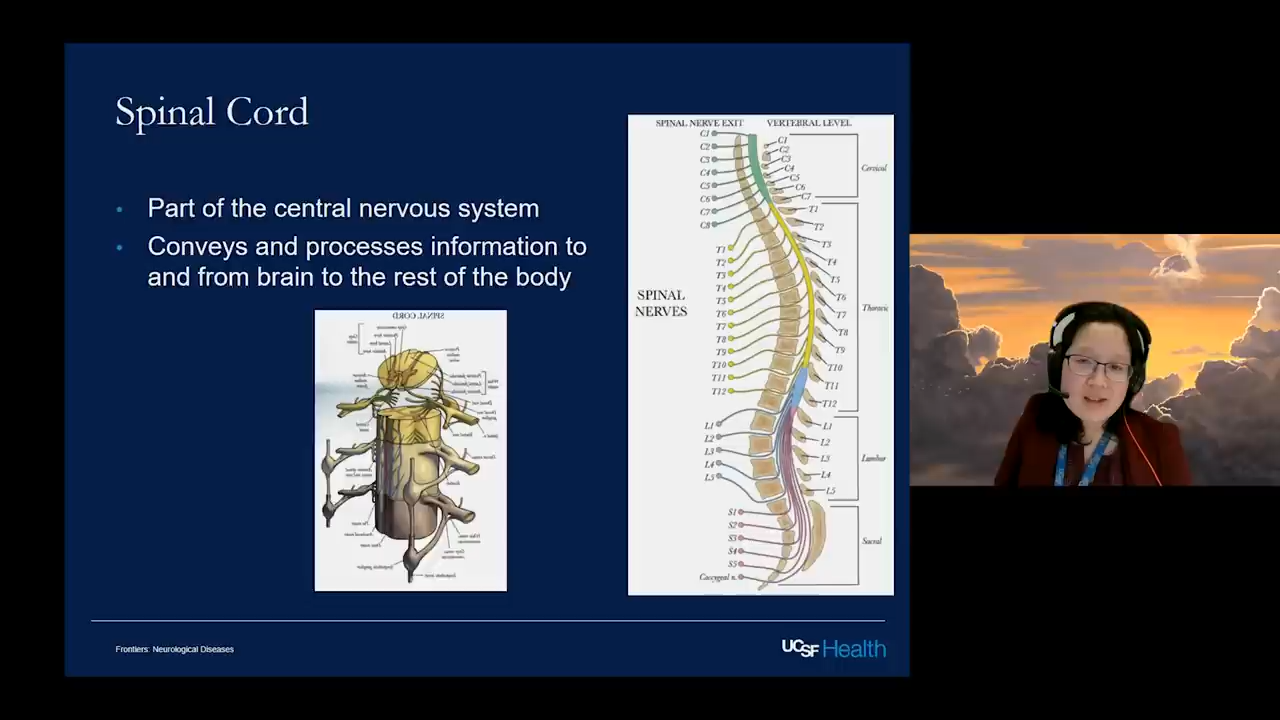 Spinal Cord
• Part of the central nervous system
• Conveys and processes information to
and from brain to the rest of the body
SPINAL CORD
SPINAL NERVE EXIT VERTEBRAL LEVEL
C1
C2
C3
C4
C5
C6
C7
C8
T1
T2
T3
T4
T5
T6
T7
T8
T9
T10
T11
T12
L1
L2
L3
L4
L5
S1
S2
S3
S4
S5
Coccygeal n.
SPINAL
NERVES
C1
C2
C3
C4
C5
C6
C7
T1
T2
T3
T4
T5
T6
T7
T8
T9
T10
T11
T12
L1
L2
L3
L4
L5
Cervical
Thoracic
Lumbar
Sacral
Frontiers: Neurological Diseases
UCSF Health